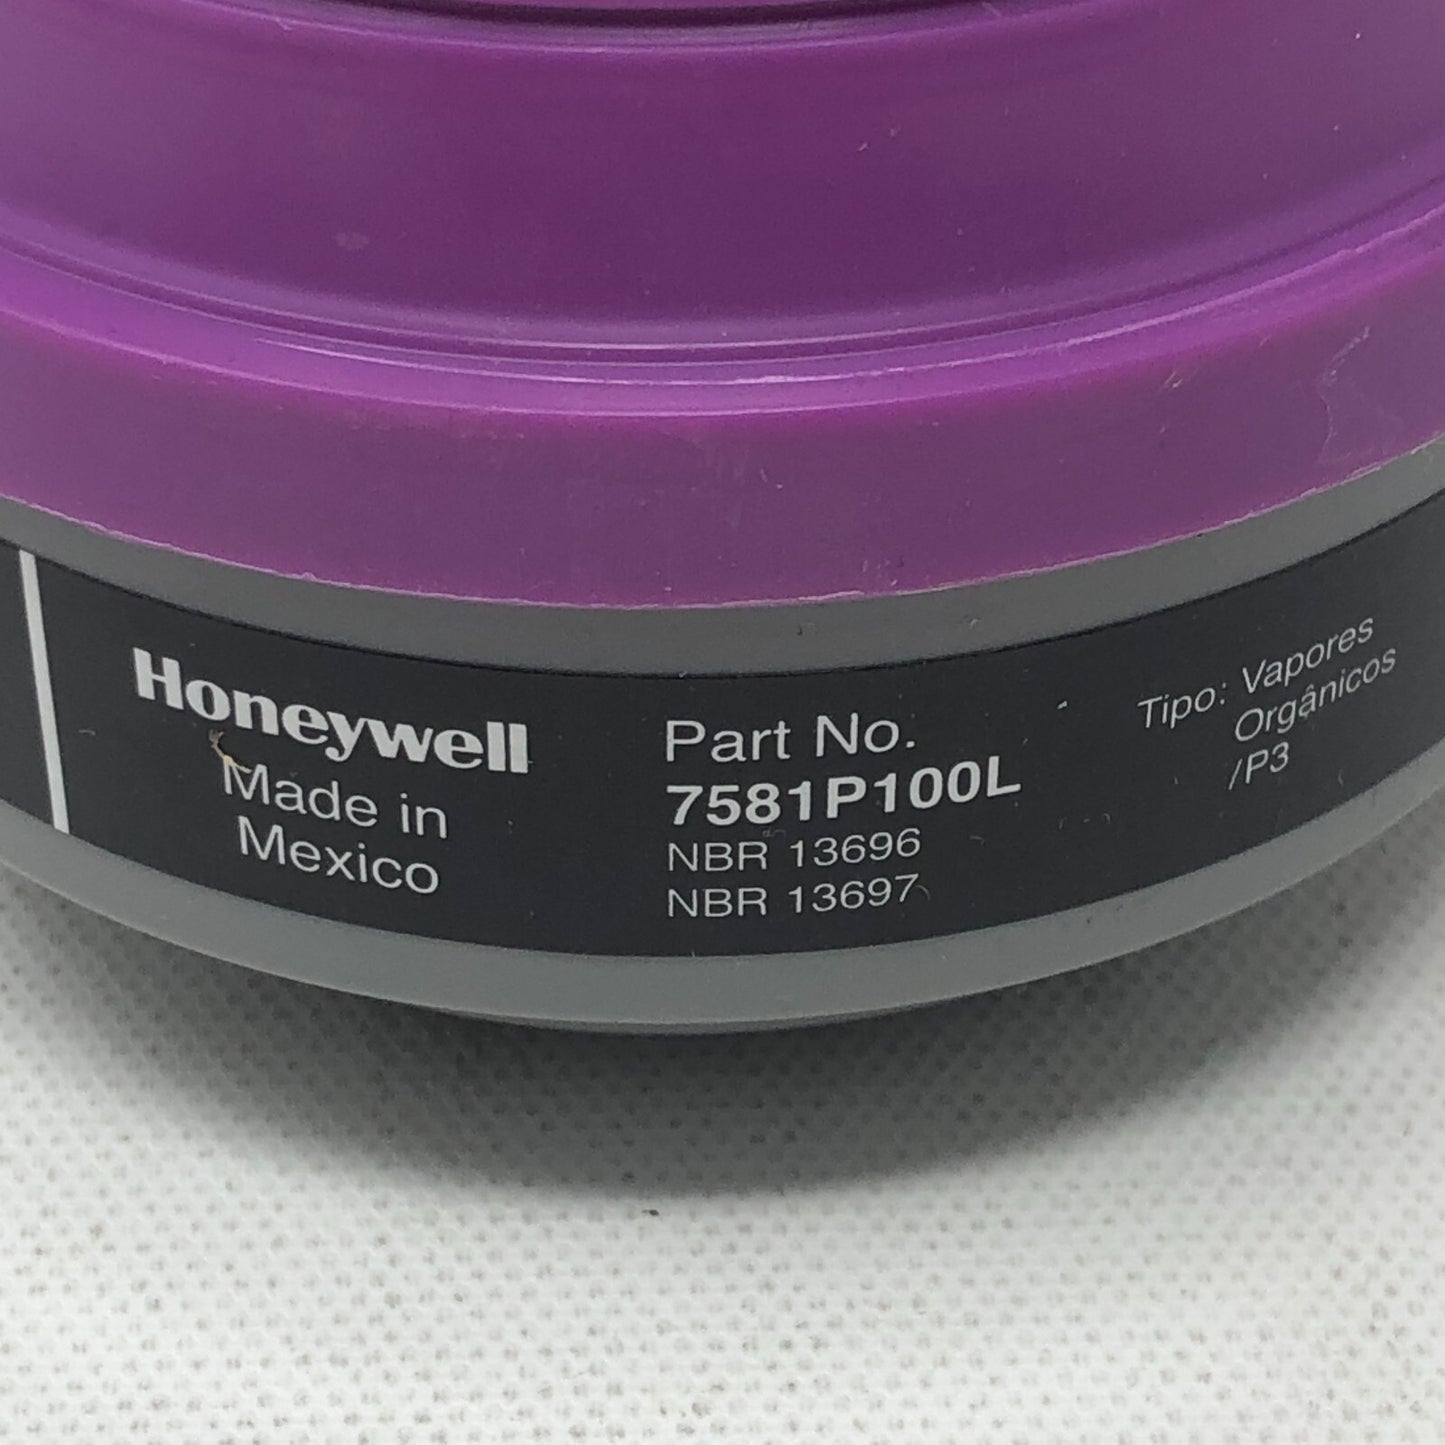 Honeywell
Made in
Mexico
Part No.
7581P100L
NBR 13696
NBR 13697
Tipo: Vapores
Orgânicos
/P3